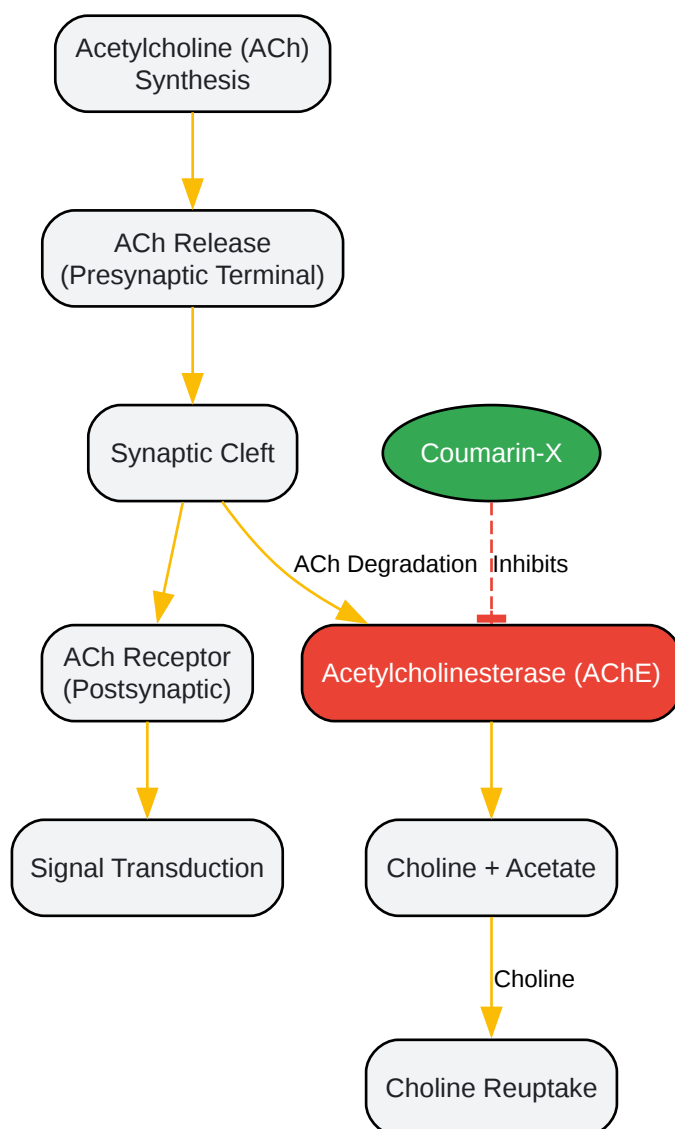 Acetylcholine (ACh)
Synthesis
ACh Release
(Presynaptic Terminal)
Synaptic Cleft
Coumarin-X
ACh Degradation
Inhibits
ACh Receptor
(Postsynaptic)
Acetylcholinesterase (AChE)
Signal Transduction
Choline + Acetate
Choline
Choline Reuptake